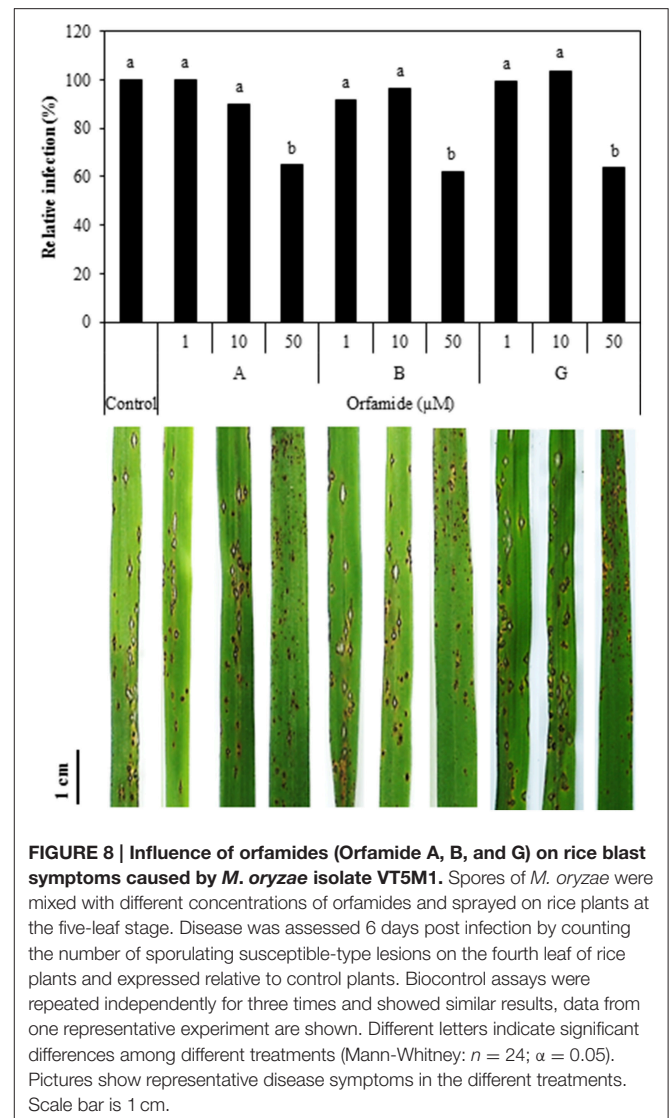 120
100
80
60
40
20
0
Relative infection (%)
a a a b a a b a a b
1 10 50 1 10 50 1 10 50
A B G
Control Orfamide (µM)
1 cm
FIGURE 8 | Influence of orfamides (Orfamide A, B, and G) on rice blast
symptoms caused by M. oryzae isolate VT5M1. Spores of M. oryzae were
mixed with different concentrations of orfamides and sprayed on rice plants at
the five-leaf stage. Disease was assessed 6 days post infection by counting
the number of sporulating susceptible-type lesions on the fourth leaf of rice
plants and expressed relative to control plants. Biocontrol assays were
repeated independently for three times and showed similar results, data from
one representative experiment are shown. Different letters indicate significant
differences among different treatments (Mann-Whitney: n = 24; α = 0.05).
Pictures show representative disease symptoms in the different treatments.
Scale bar is 1 cm.